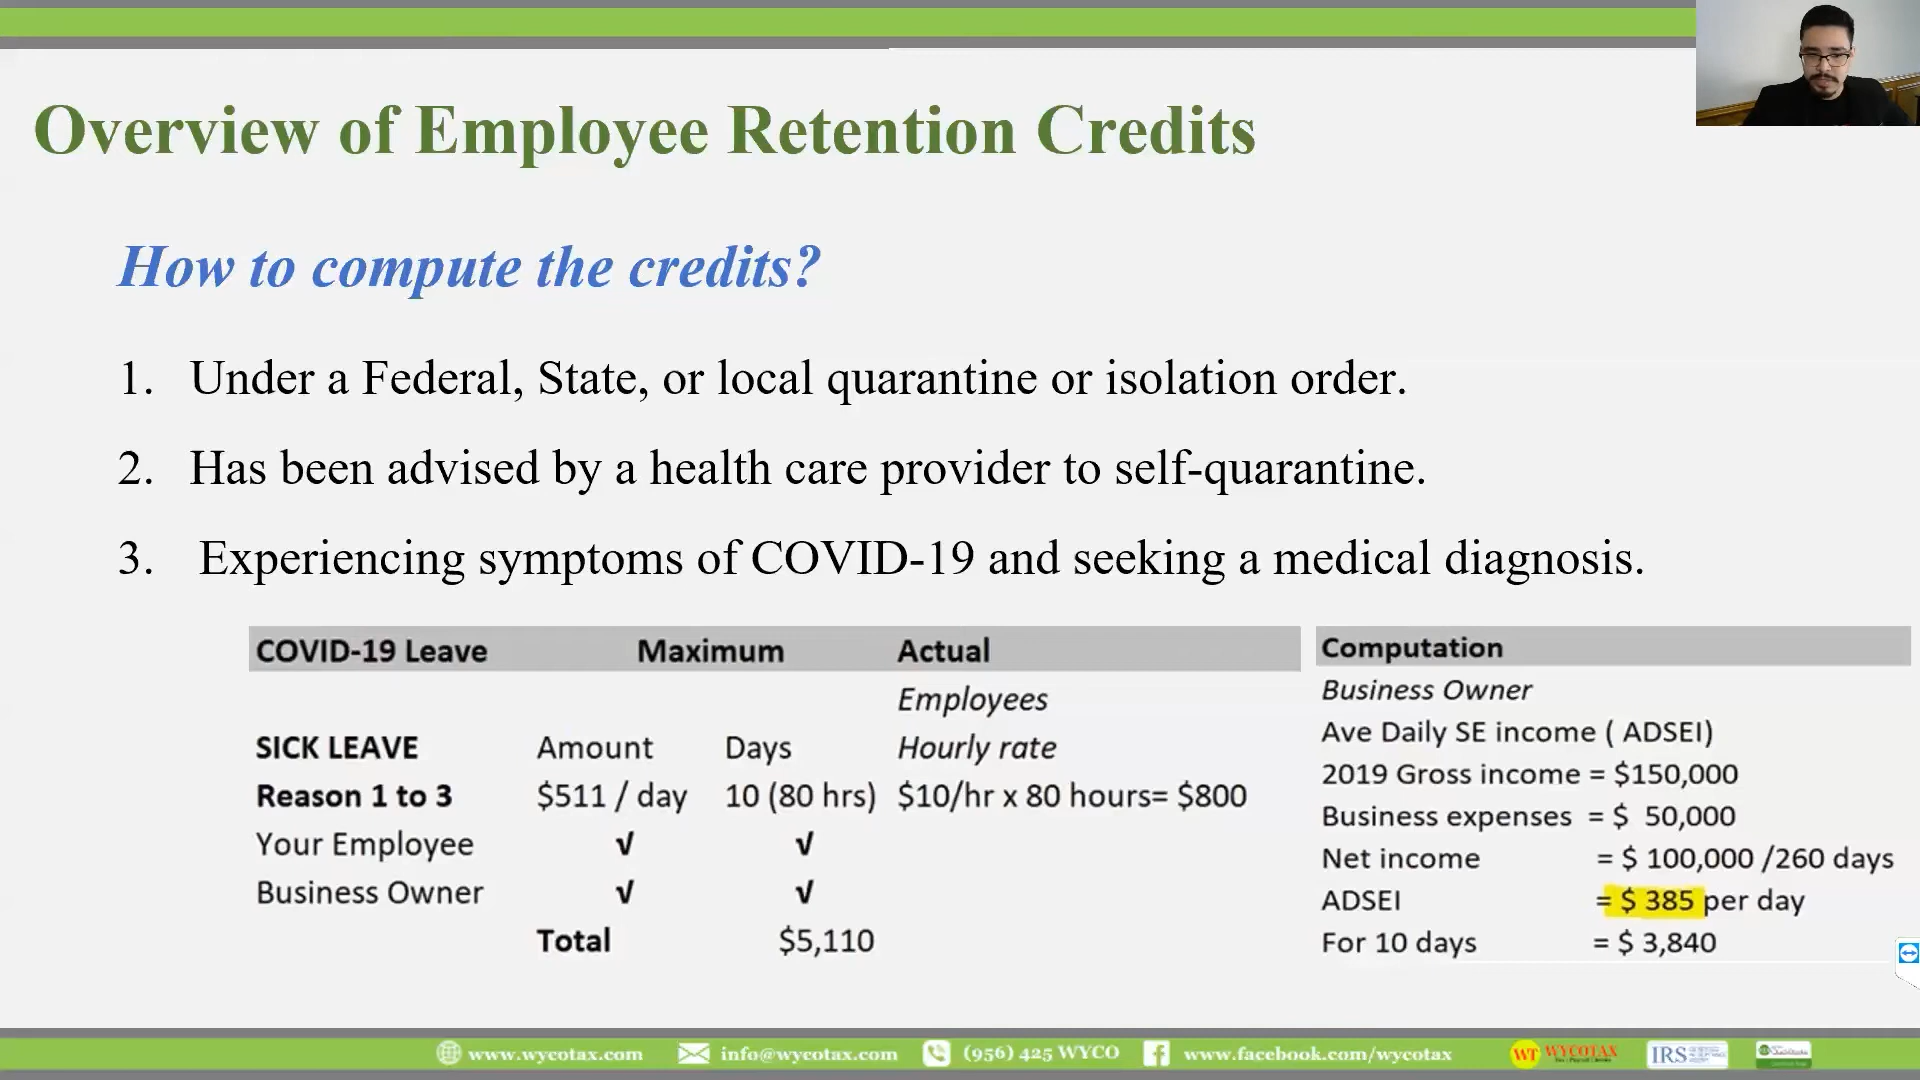 Overview of Employee Retention Credits
How to compute the credits?
1. Under a Federal, State, or local quarantine or isolation order.
2. Has been advised by a health care provider to self-quarantine.
3. Experiencing symptoms of COVID-19 and seeking a medical diagnosis.
COVID-19 Leave Maximum Actual
Employees
SICK LEAVE Amount Days Hourly rate
Reason 1 to 3 $511 / day 10 (80 hrs) $10/hr x 80 hours= $800
Your Employee √ √
Business Owner √ √
Total $5,110
Computation
Business Owner
Ave Daily SE income ( ADSEI)
2019 Gross income = $150,000
Business expenses = $ 50,000
Net income = $ 100,000 /260 days
ADSEI = $ 385 per day
For 10 days = $ 3,840
www.wycotax.com info@wycotax.com (956) 425 WYCO www.facebook.com/wycotax WT WYCOTAX IRS